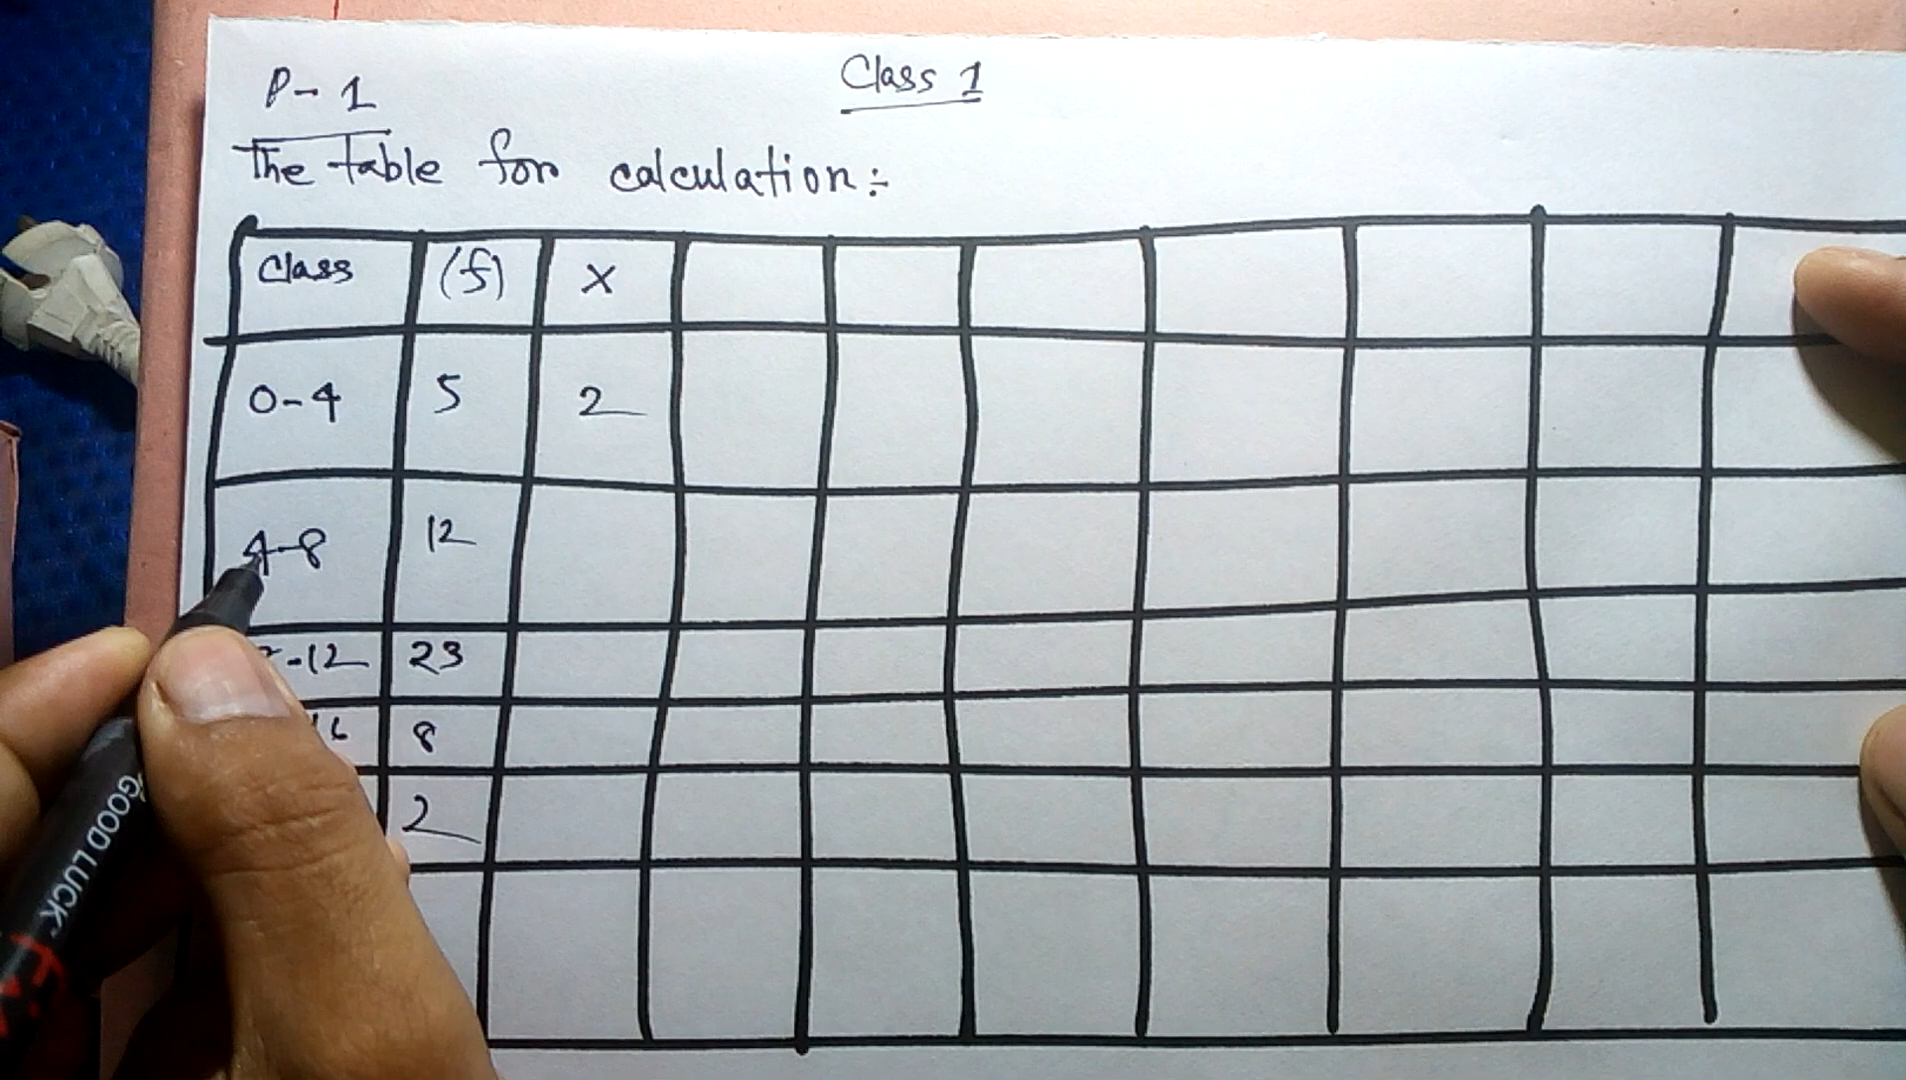 P-1
Class 1
The table for calculation:-
Class (f) x
0-4 5 2
4-8 12
-12 23
8
2
GOOD LUCK